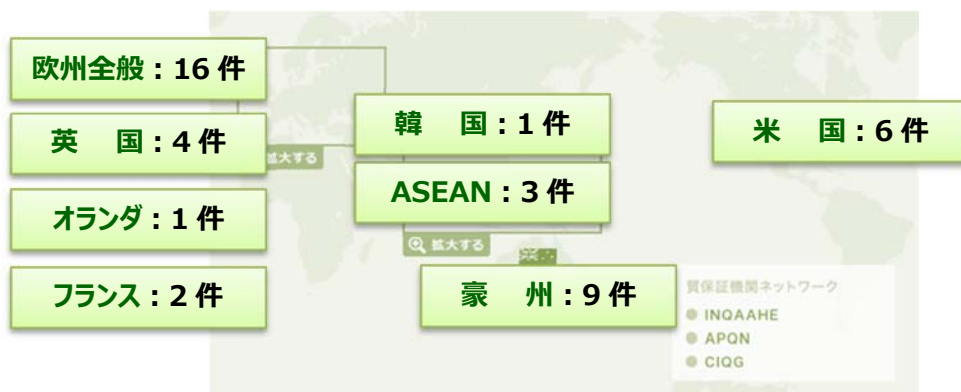 欧州全般：16 件
英　国：4 件
オランダ：1 件
フランス：2 件
拡大する
韓　国：1 件
ASEAN：3 件
拡大する
豪　州：9 件
米　国：6 件
質保証機関ネットワーク
INQAAHE
APQN
CIQG